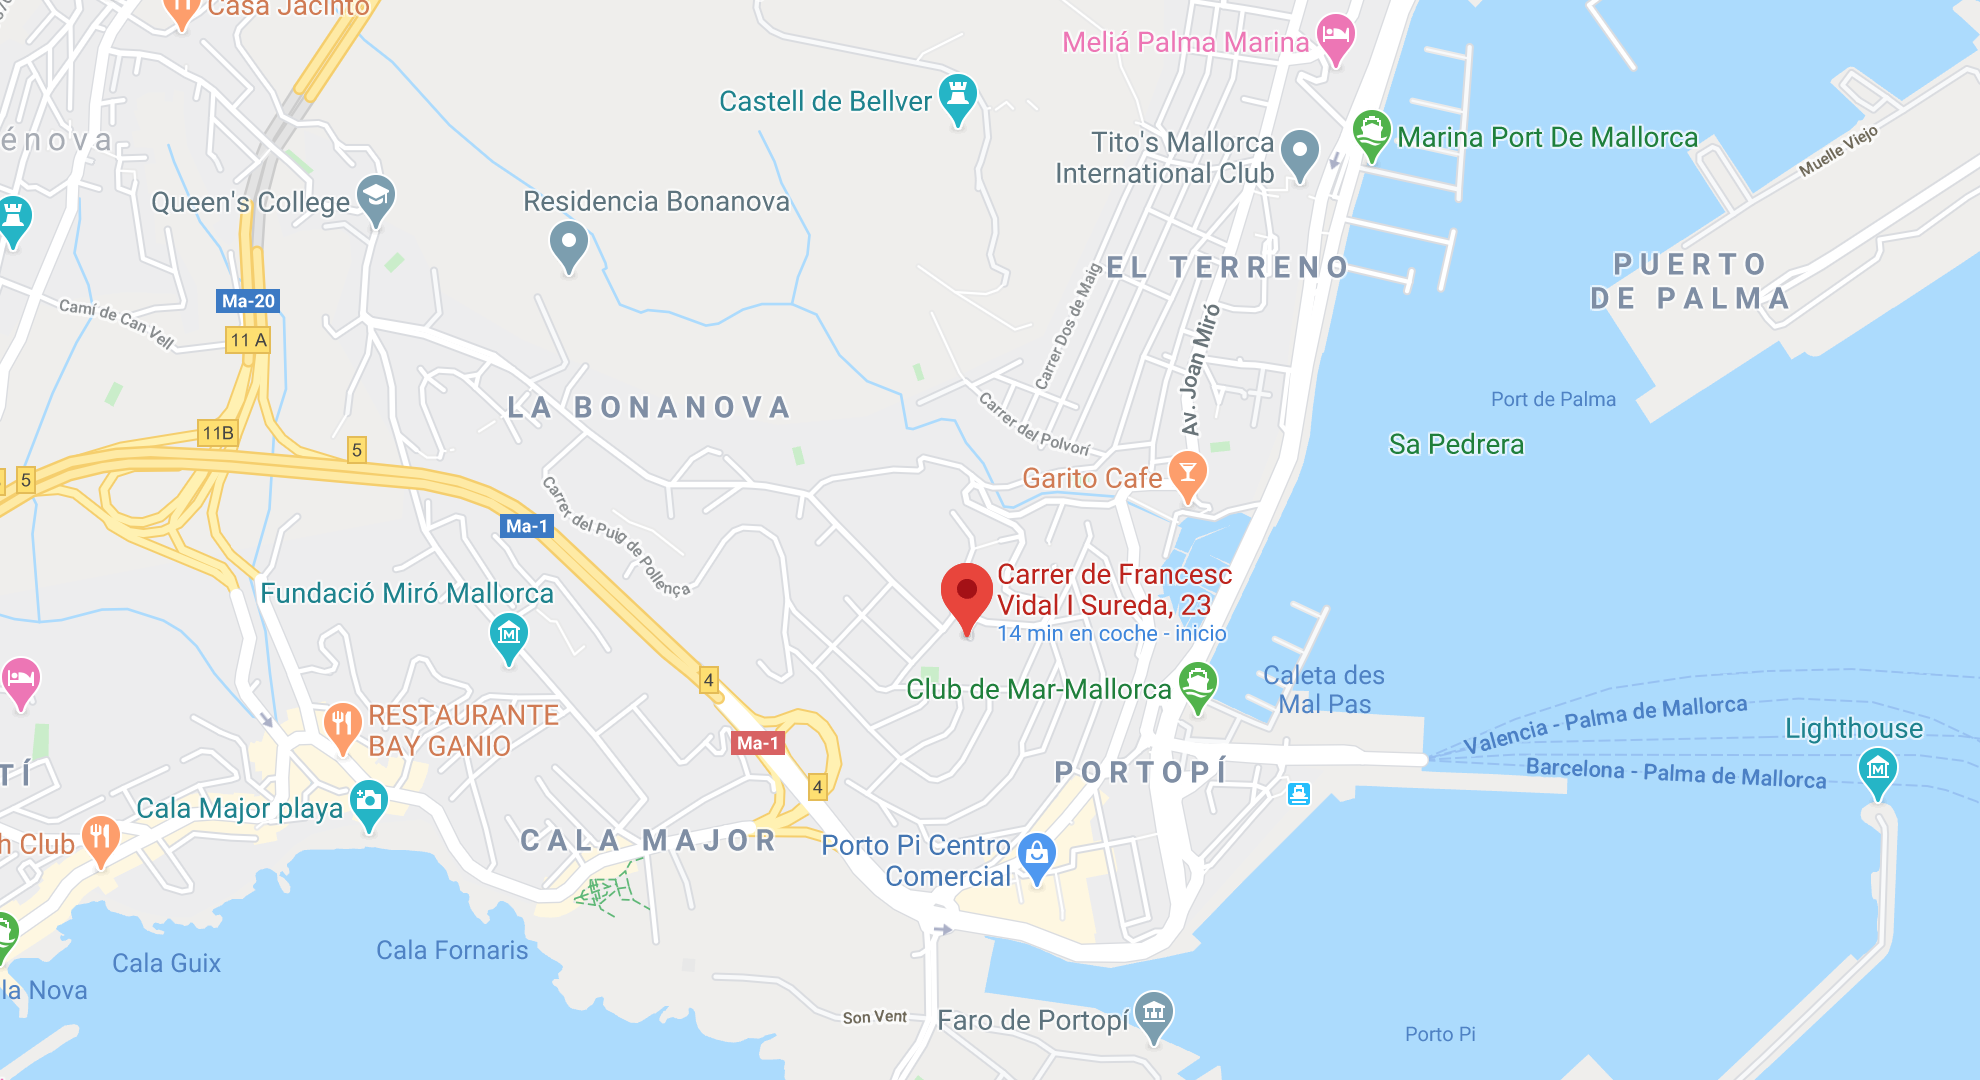 Casa Jacinto
Meliá Palma Marina
Castell de Bellver
énova
Tito's Mallorca
International Club
Marina Port De Mallorca
Muelle Viejo
Queen's College
Residencia Bonanova
EL TERRENO
PUERTO
DE PALMA
Ma-20
Camí de Can Vell
11 A
Carrer Dos de Maig
Av. Joan Miró
LA BONANOVA
Carrer del Polvorí
Port de Palma
11B
5
5
Sa Pedrera
Garito Cafe
Ma-1
Carrer del Puig de Pollença
Fundació Miró Mallorca
Carrer de Francesc
Vidal I Sureda, 23
14 min en coche - inicio
4
Club de Mar-Mallorca
Caleta des
Mal Pas
RESTAURANTE
BAY GANIO
Ma-1
Valencia - Palma de Mallorca
Lighthouse
TÍ
PORTOPÍ
Barcelona - Palma de Mallorca
4
Cala Major playa
h Club
CALA MAJOR
Porto Pi Centro
Comercial
Cala Guix
Cala Fornaris
la Nova
Son Vent
Faro de Portopí
Porto Pi